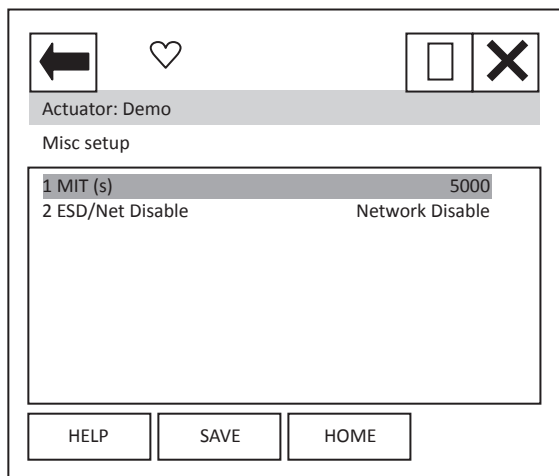 Actuator: Demo
Misc setup
1 MIT (s) 5000
2 ESD/Net Disable Network Disable
HELP SAVE HOME